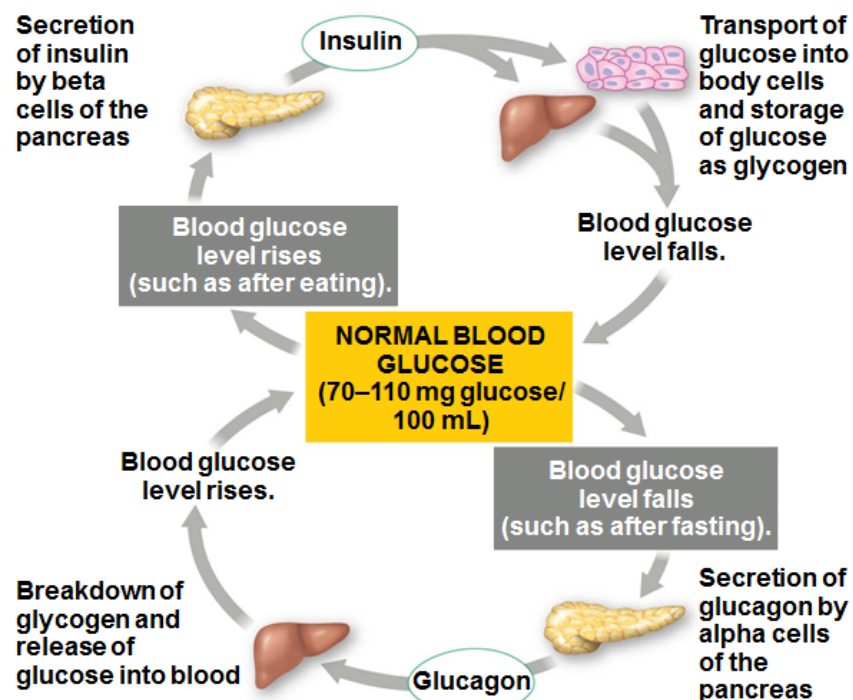 Secretion
of insulin
by beta
cells of the
pancreas
Insulin
Transport of
glucose into
body cells
and storage
of glucose
as glycogen
Blood glucose
level rises
(such as after eating).
Blood glucose
level falls.
NORMAL BLOOD
GLUCOSE
(70–110 mg glucose/
100 mL)
Blood glucose
level rises.
Blood glucose
level falls
(such as after fasting).
Breakdown of
glycogen and
release of
glucose into blood
Glucagon
Secretion of
glucagon by
alpha cells
of the
pancreas